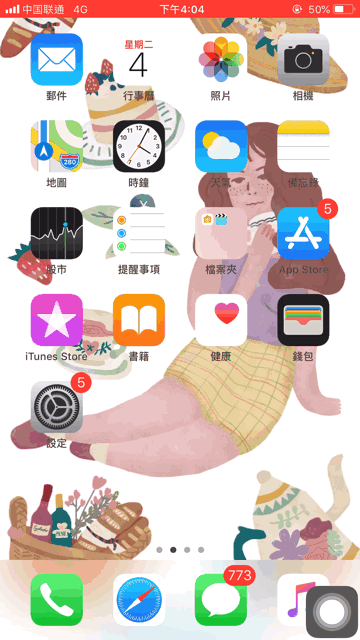 中国联通 4G 下午4:04 50%
星期二
4
郵件 行事曆 照片 相機
280
地圖 時鐘 天氣 備忘錄
5
股市 提醒事項 檔案夾 App Store
iTunes Store 書籍 健康 錢包
5
設定
773